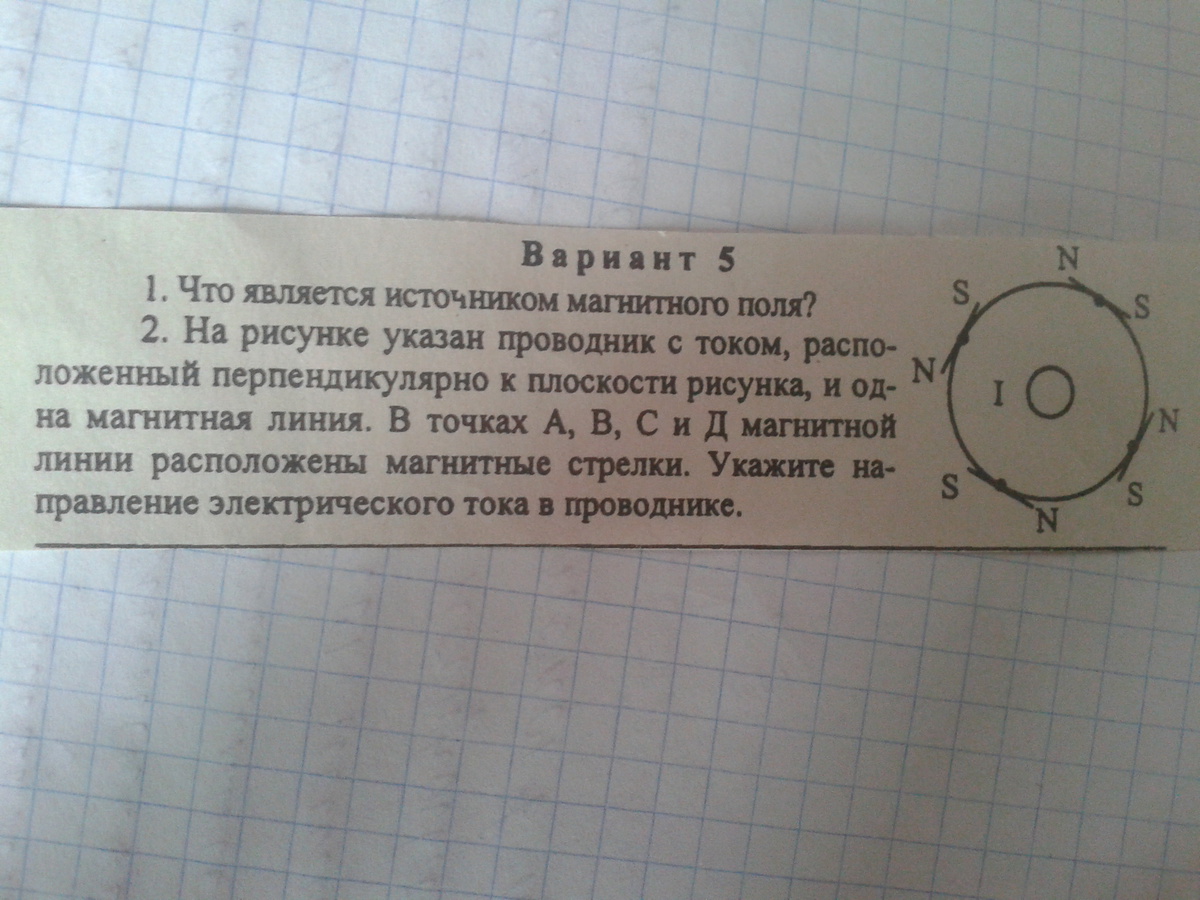 Вариант 5
1. Что является источником магнитного поля?
2. На рисунке указан проводник с током, распо-
ложенный перпендикулярно к плоскости рисунка, и од-
на магнитная линия. В точках А, В, С и Д магнитной
линии расположены магнитные стрелки. Укажите на-
правление электрического тока в проводнике.
N
S
S
N
I
N
S
S
N